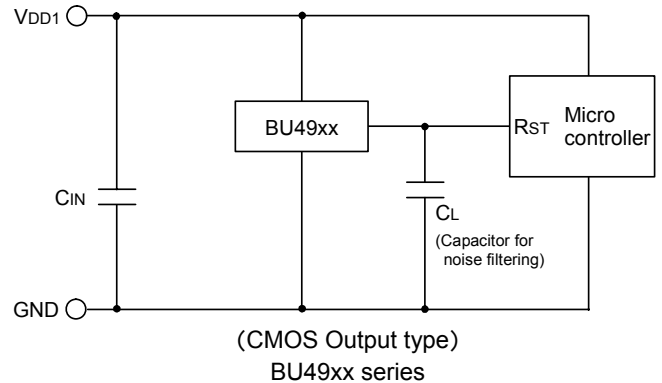 VDD1
BU49xx
RST
Micro
controller
CIN
CL
(Capacitor for
noise filtering)
GND
(CMOS Output type)
BU49xx series